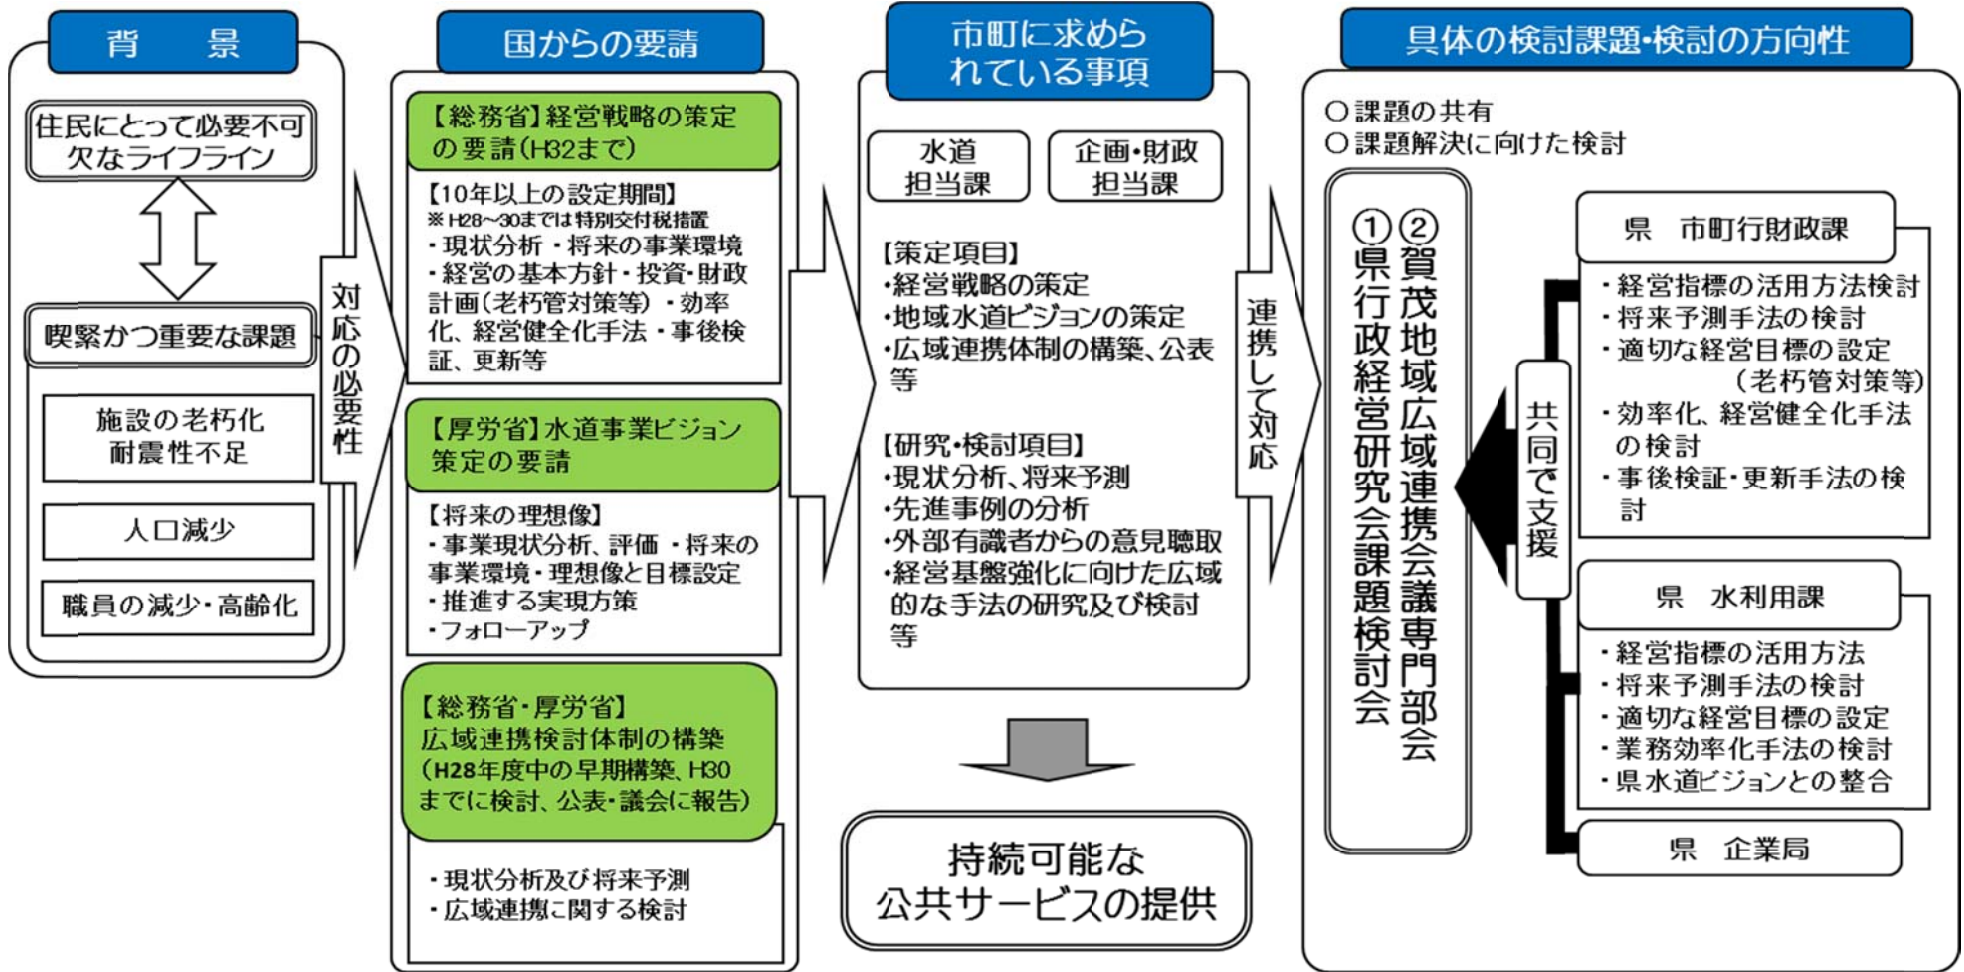 背　景
住民にとって必要不可
欠なライフライン
喫緊かつ重要な課題
施設の老朽化
耐震性不足
人口減少
職員の減少・高齢化
対応の必要性
国からの要請
【総務省】経営戦略の策定
の要請(H32まで)
【10年以上の設定期間】
※H28～30までは特別交付税措置
・現状分析・将来の事業環境
・経営の基本方針・投資・財政
計画(老朽管対策等)・効率
化、経営健全化手法・事後検
証、更新等
【厚労省】水道事業ビジョン
策定の要請
【将来の理想像】
・事業現状分析、評価・将来の
事業環境・理想像と目標設定
・推進する実現方策
・フォローアップ
【総務省・厚労省】
広域連携検討体制の構築
(H28年度中の早期構築、H30
までに検討、公表・議会に報告)
・現状分析及び将来予測
・広域連携に関する検討
市町に求めら
れている事項
水道
担当課
企画・財政
担当課
【策定項目】
・経営戦略の策定
・地域水道ビジョンの策定
・広域連携体制の構築、公表
等
【研究・検討項目】
・現状分析、将来予測
・先進事例の分析
・外部有識者からの意見聴取
・経営基盤強化に向けた広域
的な手法の研究及び検討
等
持続可能な
公共サービスの提供
連携して対応
具体の検討課題・検討の方向性
○課題の共有
○課題解決に向けた検討
①県行政経営研究会課題検討会
②賀茂地域広域連携会議専門部会
共同で支援
県　市町行財政課
・経営指標の活用方法検討
・将来予測手法の検討
・適切な経営目標の設定
(老朽管対策等)
・効率化、経営健全化手法
の検討
・事後検証・更新手法の検
討
県　水利用課
・経営指標の活用方法
・将来予測手法の検討
・適切な経営目標の設定
・業務効率化手法の検討
・県水道ビジョンとの整合
県　企業局